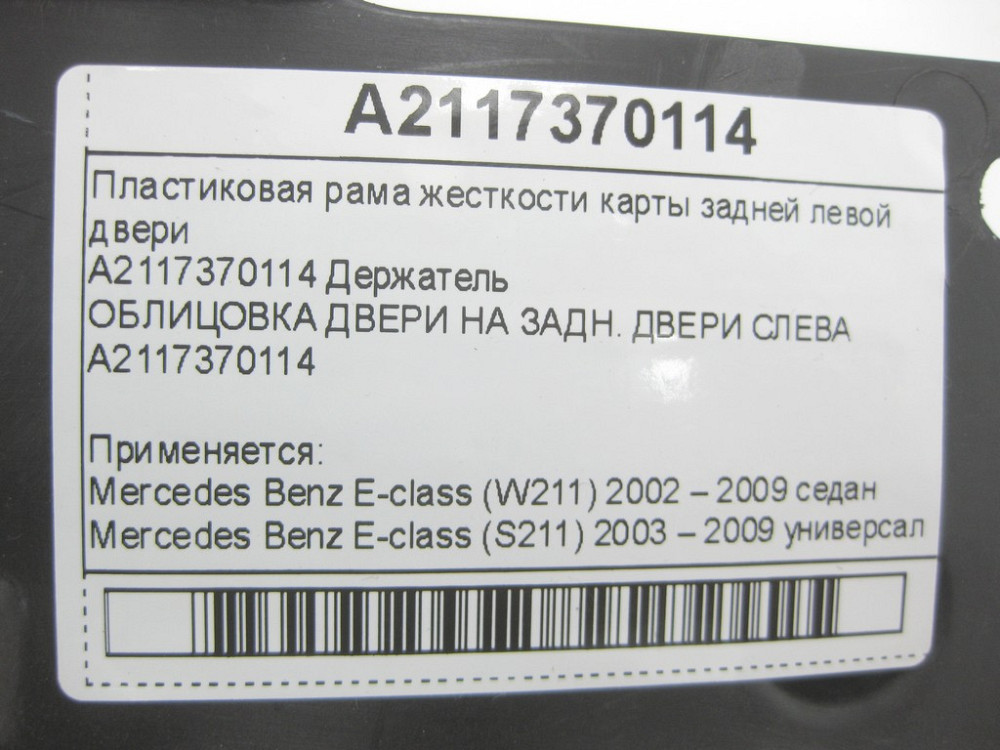 A2117370114
Пластиковая рама жесткости карты задней левой
двери
A2117370114 Держатель
ОБЛИЦОВКА ДВЕРИ НА ЗАДН. ДВЕРИ СЛЕВА
A2117370114
Применяется:
Mercedes Benz E-class (W211) 2002 – 2009 седан
Mercedes Benz E-class (S211) 2003 – 2009 универсал